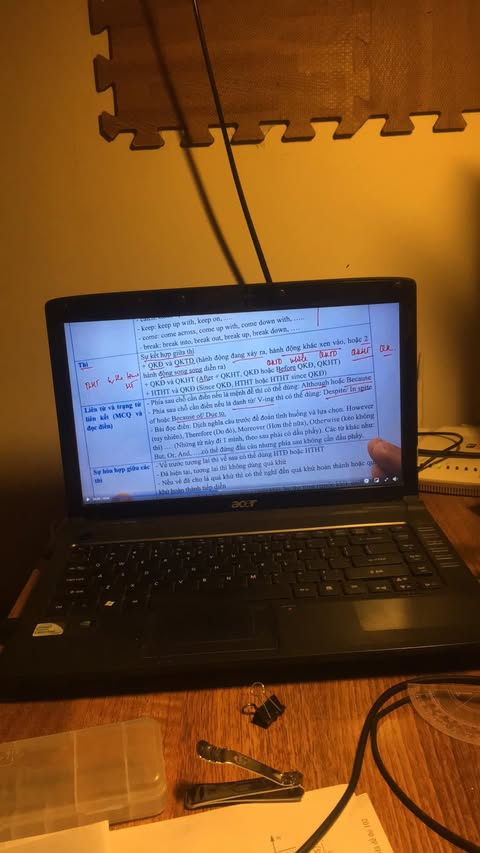 - keep: keep up with, keep on, ….
- come: come across, come up with, come down with, …..
- break: break into, break out, break up, break down, ….
Thì
Sự kết hợp giữa thì
+ QKĐ và QKTD (hành động đang xảy ra, hành động khác xen vào, hoặc 2
hành động song song diễn ra)
QKTD while QKTD
+ QKĐ và QKHT (After + QKHT, QKĐ hoặc Before QKĐ, QKHT)
+ HTHT và QKĐ (Since QKĐ, HTHT hoặc HTHT since QKĐ)
Liên từ và trạng từ
liên kết (MCQ và
đọc điền)
- Phía sau chỗ cần điền nếu là mệnh đề thì có thể dùng: Although hoặc Because
- Phía sau chỗ cần điền nếu là danh từ/ V-ing thì có thể dùng: Despite/ In spite
of hoặc Because of/ Due to.
- Bài đọc điền: Dịch nghĩa câu trước để đoán tình huống và lựa chọn. However
(tuy nhiên), Therefore (Do đó), Moreover (Hơn thế nữa), Otherwise (kẻo không
thì) … (Những từ này đi 1 mình, theo sau phải có dấu phẩy). Các từ như:
But, Or, And, ….có thể đứng đầu câu nhưng phía sau không cần dấu phẩy.
Sự hòa hợp giữa các
thì
- Vế trước tương lai thì vế sau có thể dùng HTĐ hoặc HTHT
- Đã hiện tại, tương lai thì không dùng quá khứ
- Nếu vế đã cho là quá khứ thì có thể nghĩ đến quá khứ hoàn thành hoặc quá
khứ hoàn thành tiếp diễn
acer